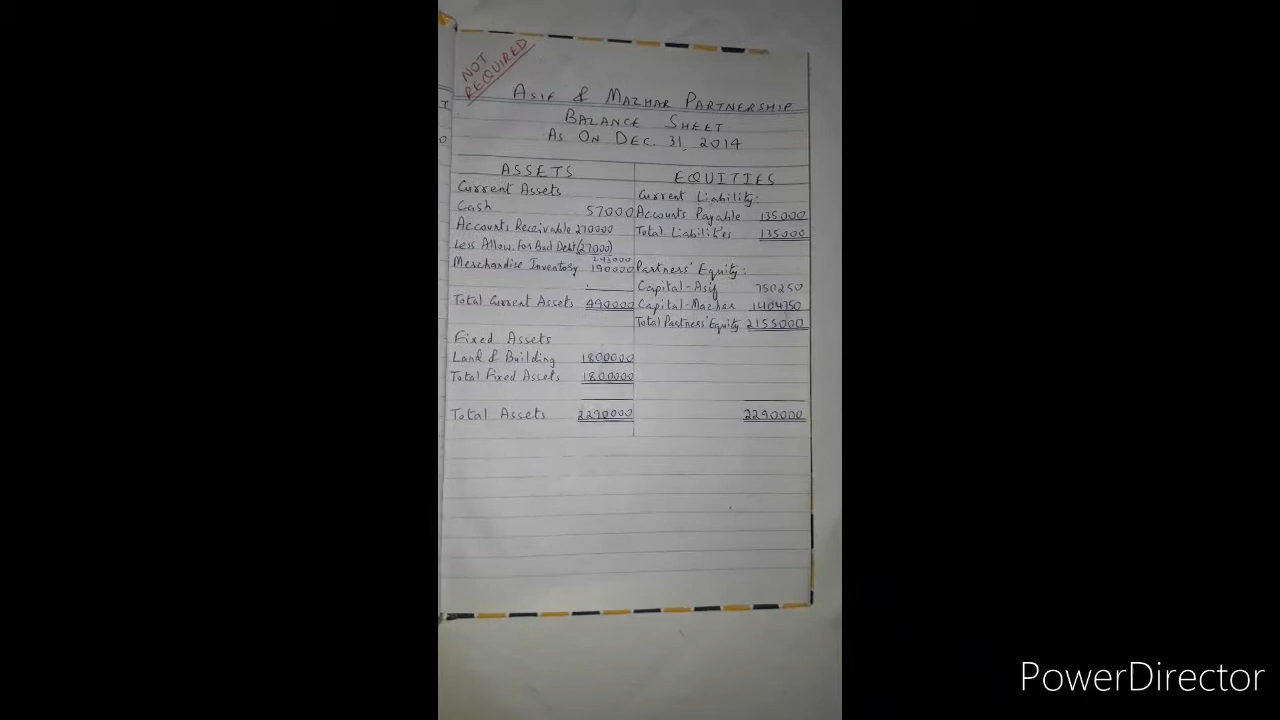 NOT
REQUIRED
ASIF & MAZHAR PARTNERSHIP
BALANCE SHEET
AS ON DEC. 31, 2014
ASSETS
Current Assets
Cash 57000
Accounts Receivable 270000
Less Allow. For Bad Debt (27000)
243000
Merchandice Inventory 190000
Total Current Assets 490000
Fixed Assets
Land & Building 1800000
Total Fixed Assets 1800000
Total Assets 2290000
EQUITIES
Current Liability:
Accounts Payable 135000
Total Liabilities 135000
Partners' Equity:
Capital-Asif 750250
Capital-Mazhar 1404750
Total Partners' Equity 2155000
2290000
PowerDirector